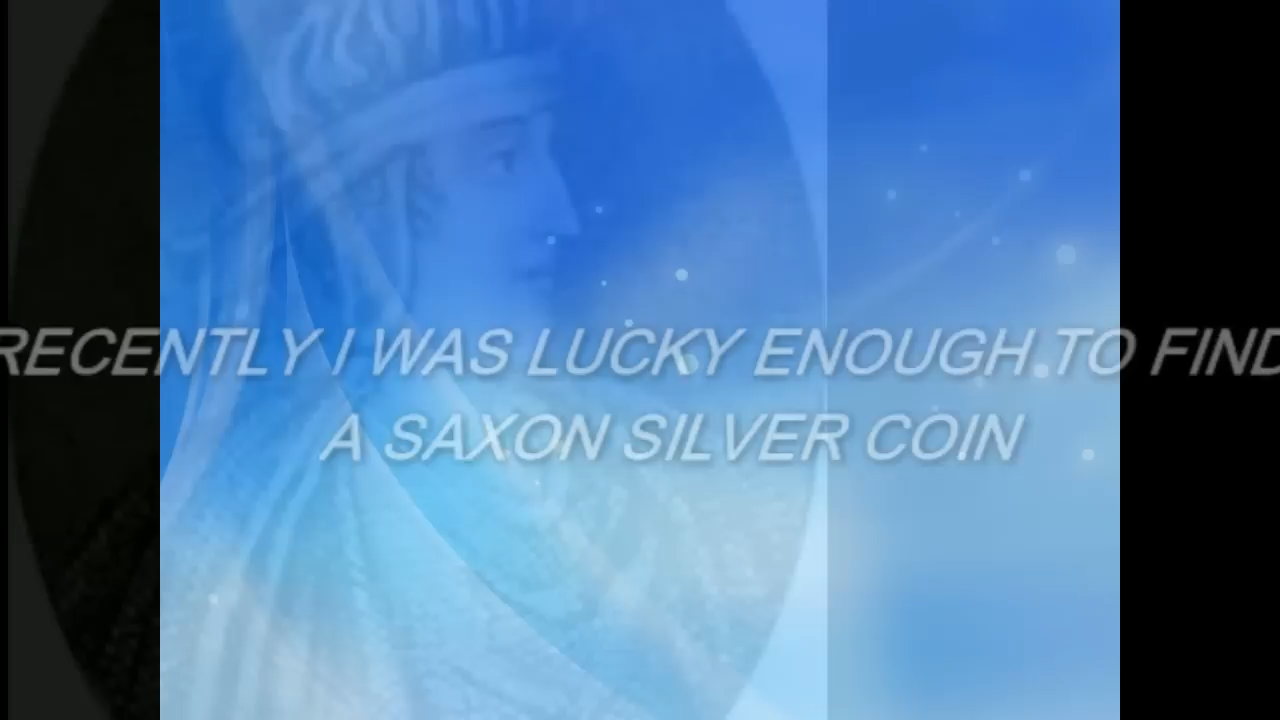 RECENTLY I WAS LUCKY ENOUGH TO FIND
A SAXON SILVER COIN